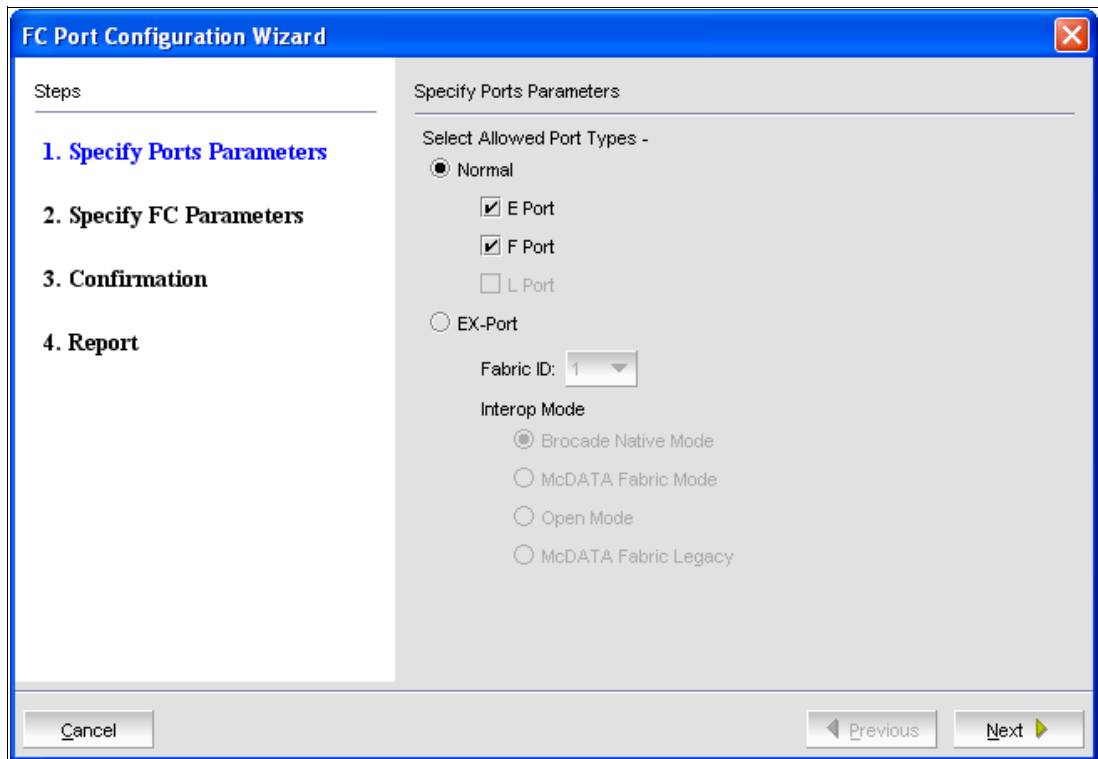 FC Port Configuration Wizard
Steps
1. Specify Ports Parameters
2. Specify FC Parameters
3. Confirmation
4. Report
Specify Ports Parameters
Select Allowed Port Types -
Normal
E Port
F Port
L Port
EX-Port
Fabric ID: 1
Interop Mode
Brocade Native Mode
McDATA Fabric Mode
Open Mode
McDATA Fabric Legacy
Cancel
Previous
Next